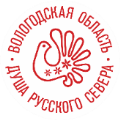 ВОЛОГОДСКАЯ ОБЛАСТЬ
ДУША РУССКОГО СЕВЕРА